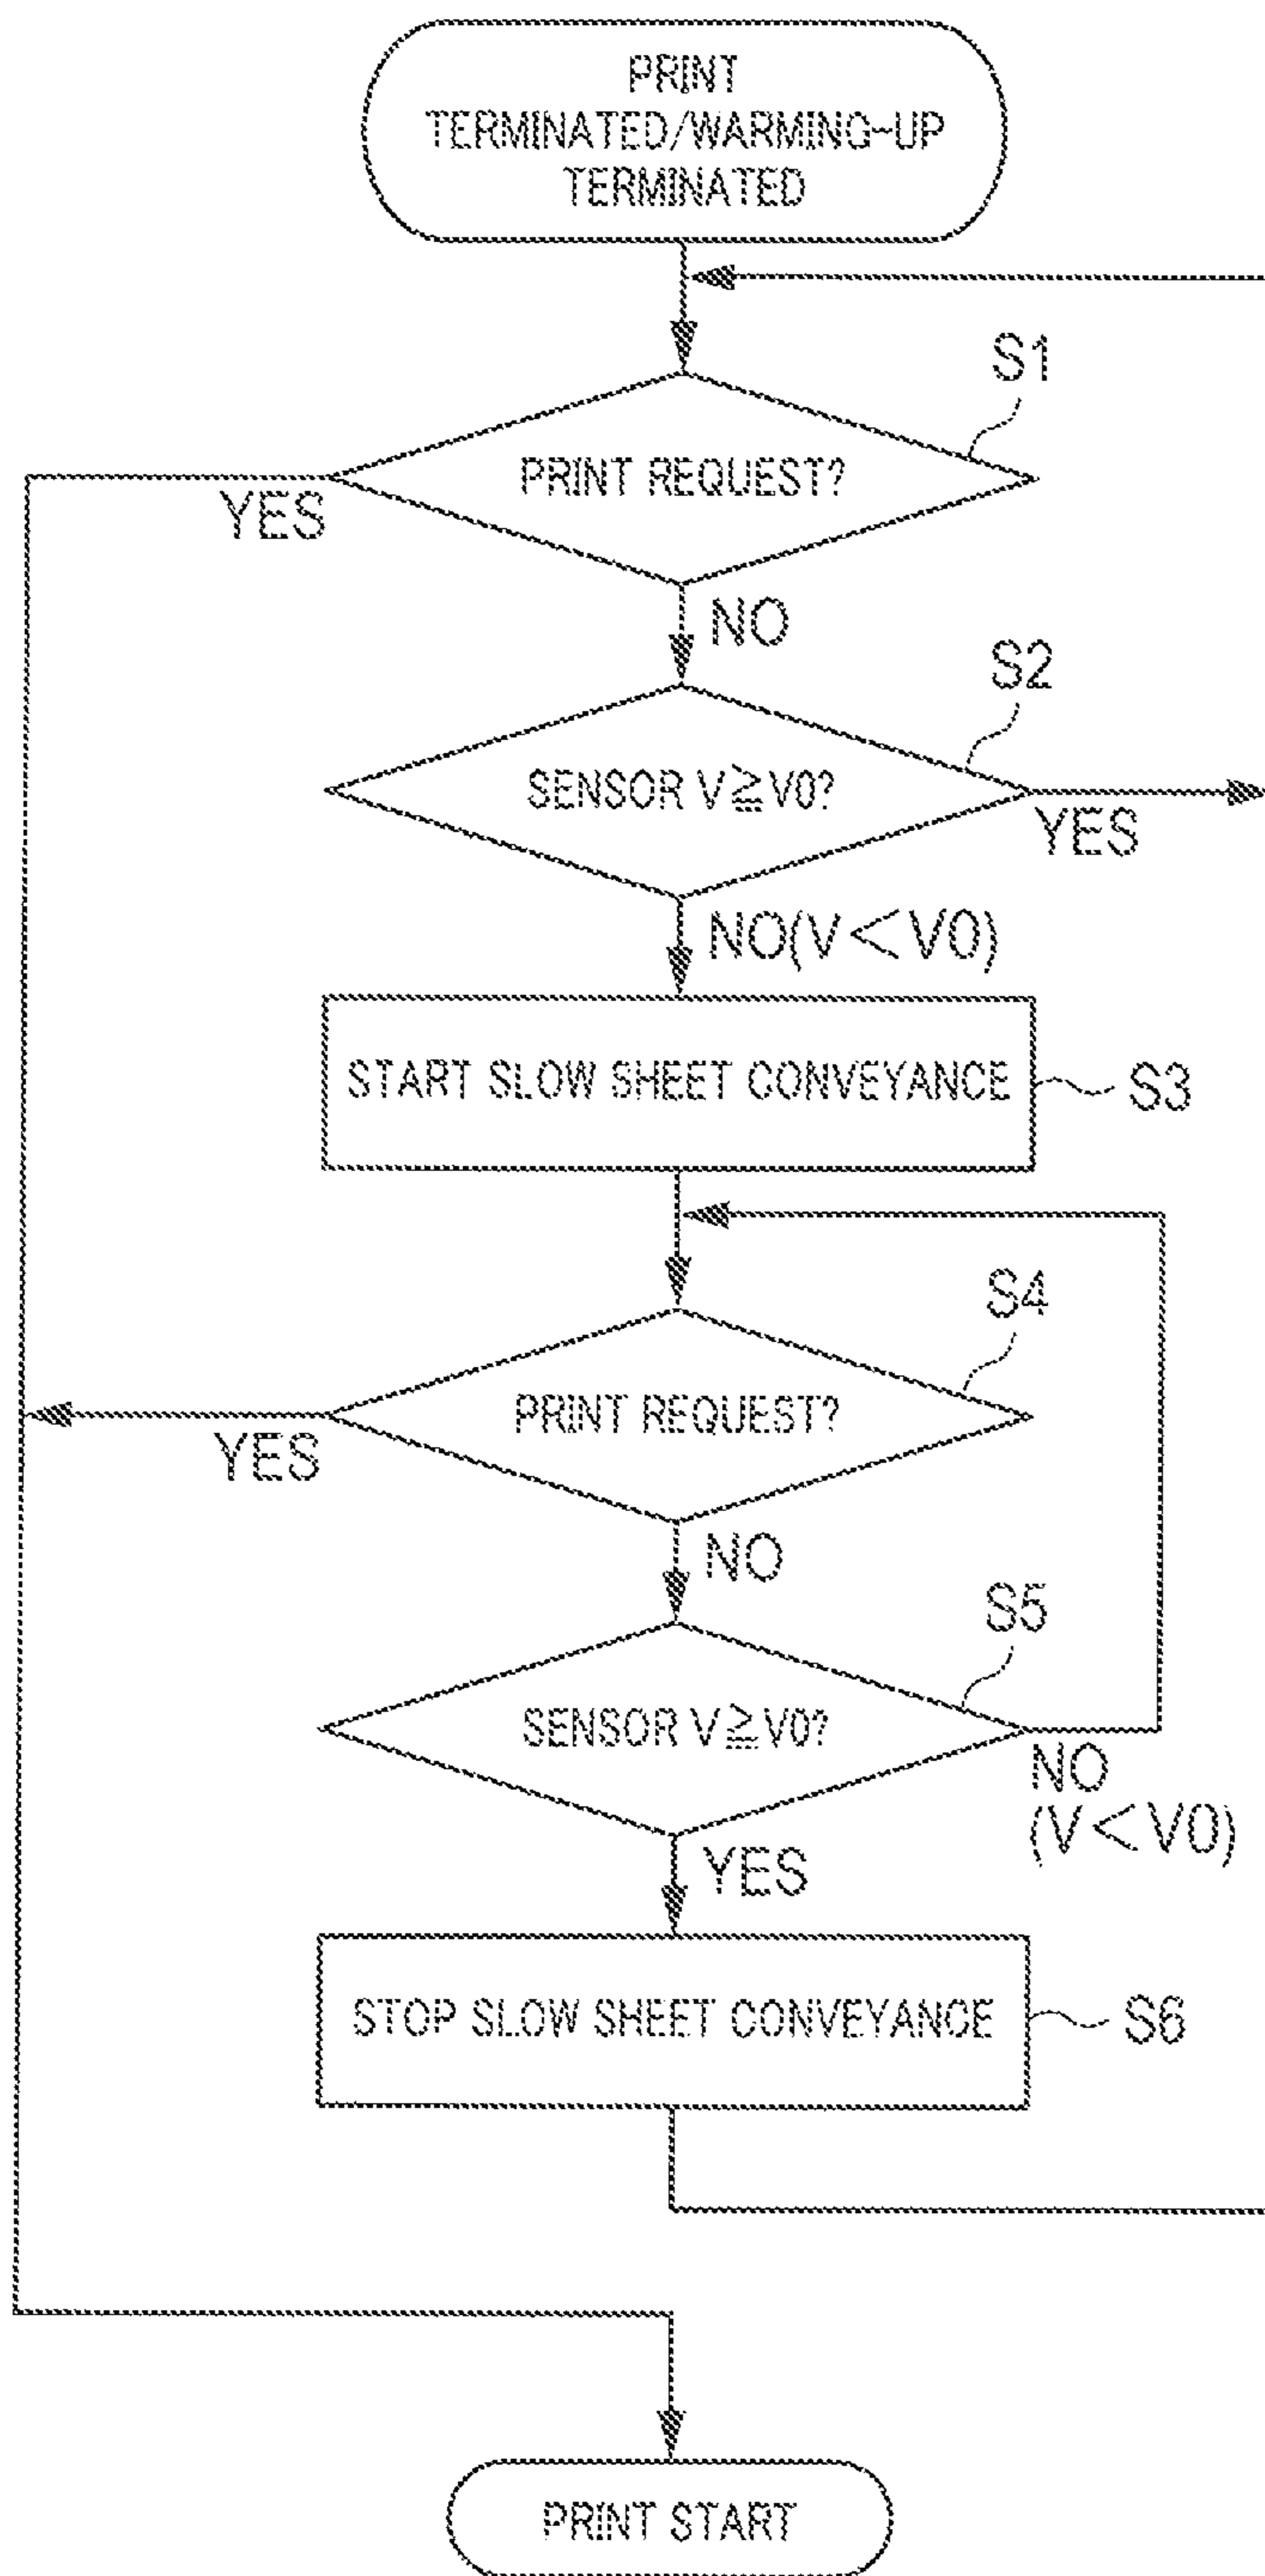 PRINT
TERMINATED/WARMING-UP
TERMINATED
S1
PRINT REQUEST?
YES
NO
S2
SENSOR V≧V0?
YES
NO(V<V0)
START SLOW SHEET CONVEYANCE
S3
S4
PRINT REQUEST?
YES
NO
S5
SENSOR V≧V0?
NO
(V<V0)
YES
STOP SLOW SHEET CONVEYANCE
S6
PRINT START